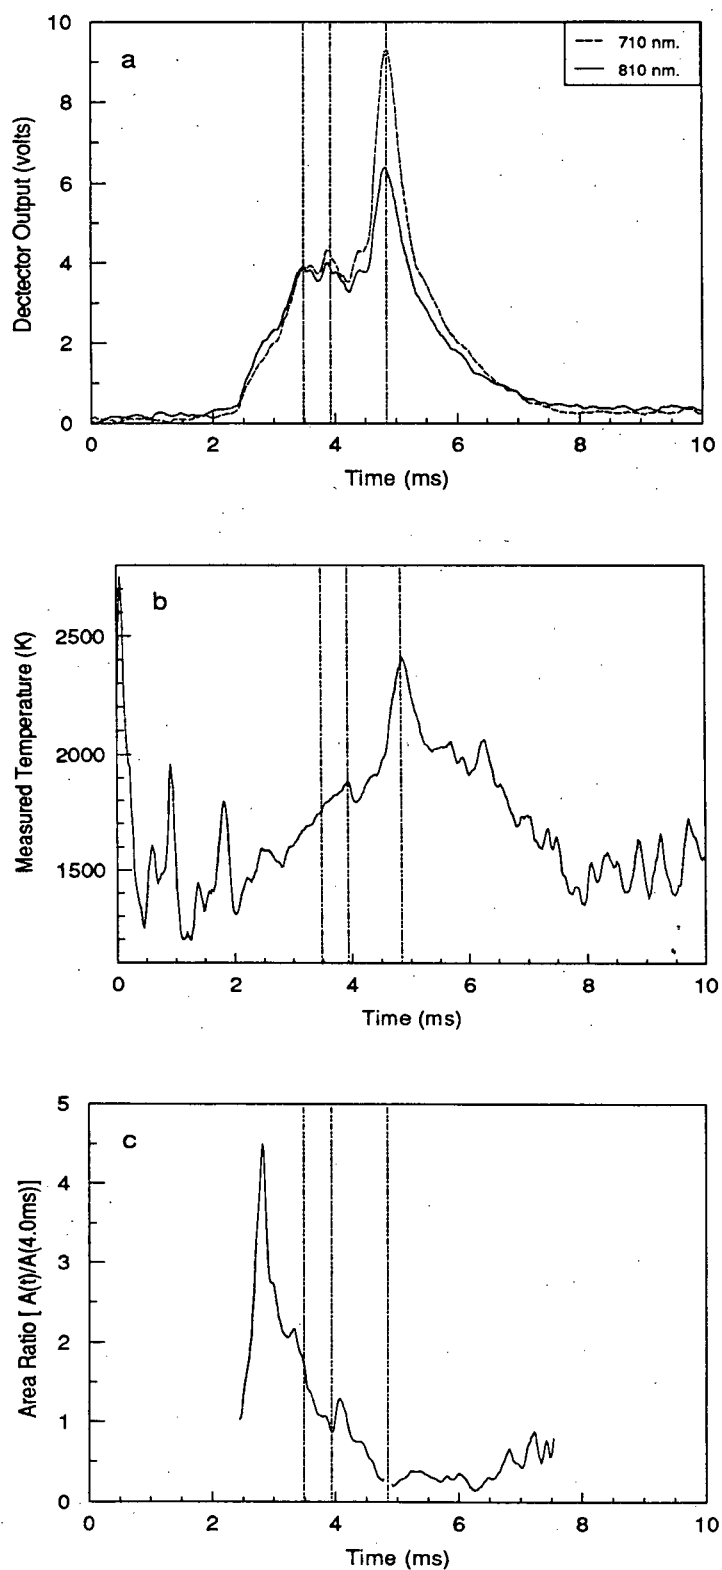 a
710 nm.
810 nm.
10
8
6
4
2
0
Dectector Output (volts)
0 2 4 6 8 10
Time (ms)
b
2500
2000
1500
Measured Temperature (K)
0 2 4 6 8 10
Time (ms)
c
5
4
3
2
1
0
Area Ratio [ A(t)/A(4.0ms)]
0 2 4 6 8 10
Time (ms)